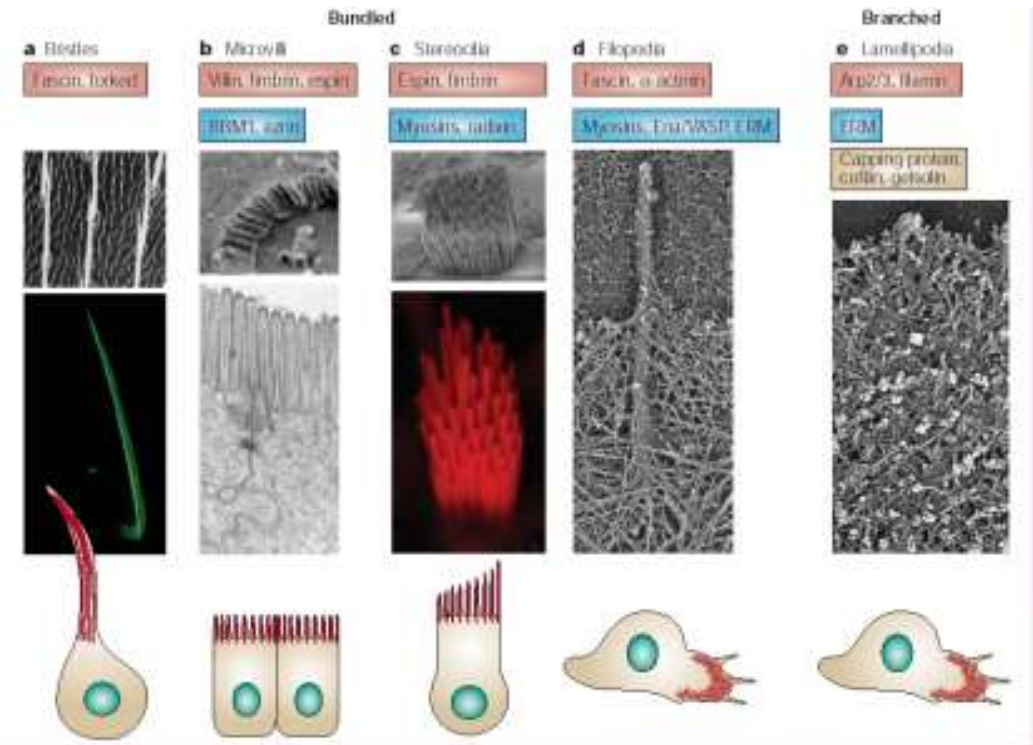 Bundled
Branched
a Bristles
b Microvilli
c Stereocilia
d Filopodia
e Lamellipodia
Fascin, forked
Villin, fimbrin, espin
Espin, fimbrin
Fascin, α-actinin
Arp2/3, filamin
BBM1, ezrin
Myosins, radixin
Myosins, Ena/VASP, ERM
ERM
Capping protein,
cofilin, gelsolin